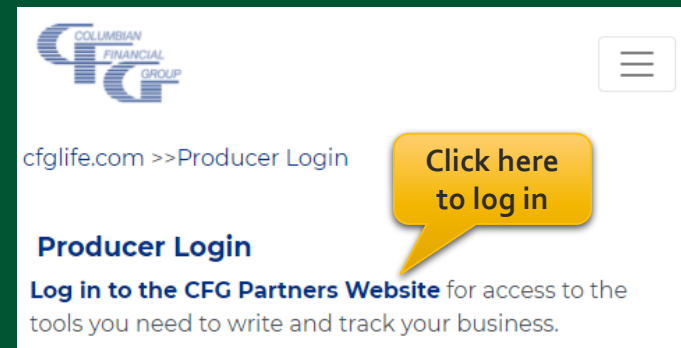 COLUMBIAN
FINANCIAL
GROUP
cfglife.com >>Producer Login
Click here
to log in
Producer Login
Log in to the CFG Partners Website for access to the
tools you need to write and track your business.